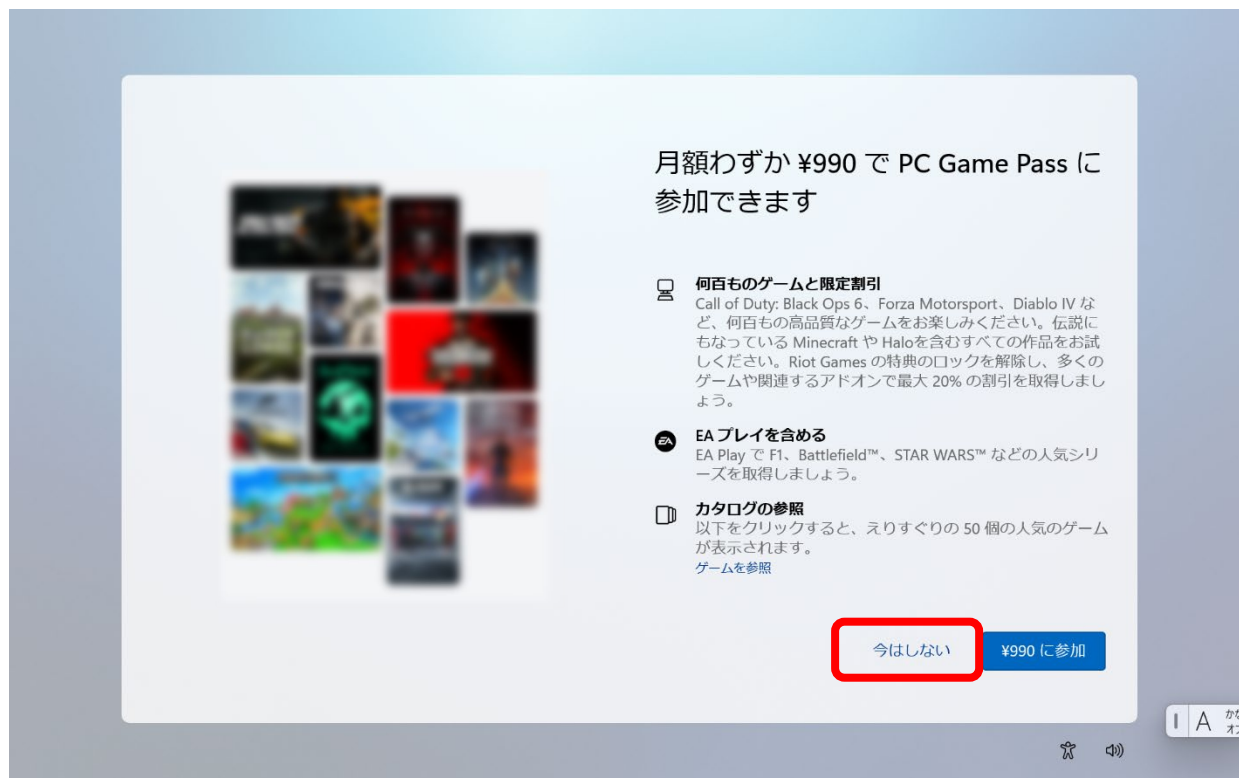 月額わずか ¥990 で PC Game Pass に
参加できます
何百ものゲームと限定割引
Call of Duty: Black Ops 6、Forza Motorsport、Diablo IV な
ど、何百もの高品質なゲームをお楽しみください。伝説に
もなっている Minecraft や Haloを含むすべての作品をお試
しください。Riot Games の特典のロックを解除し、多くの
ゲームや関連するアドオンで最大 20% の割引を取得しまし
ょう。
EA
EA プレイを含める
EA Play で F1、Battlefield™、STAR WARS™ などの人気シリ
ーズを取得しましょう。
カタログの参照
以下をクリックすると、えりすぐりの 50 個の人気のゲーム
が表示されます。
ゲームを参照
今はしない
¥990 に参加
A